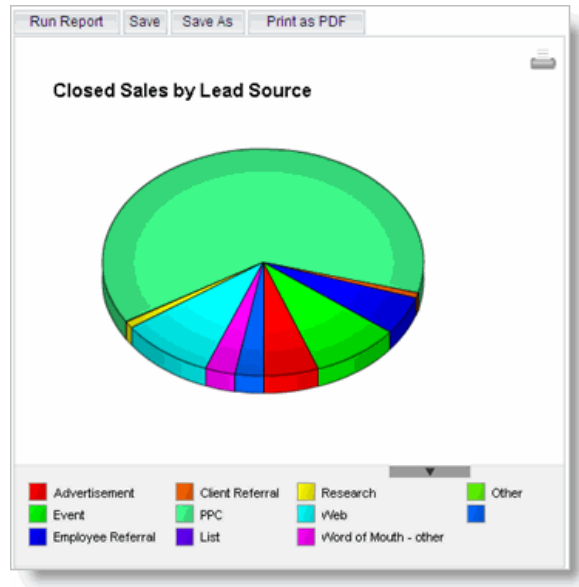 Run Report Save Save As Print as PDF
Closed Sales by Lead Source
Advertisement Client Referral Research Other
Event PPC Web
Employee Referral List Word of Mouth - other